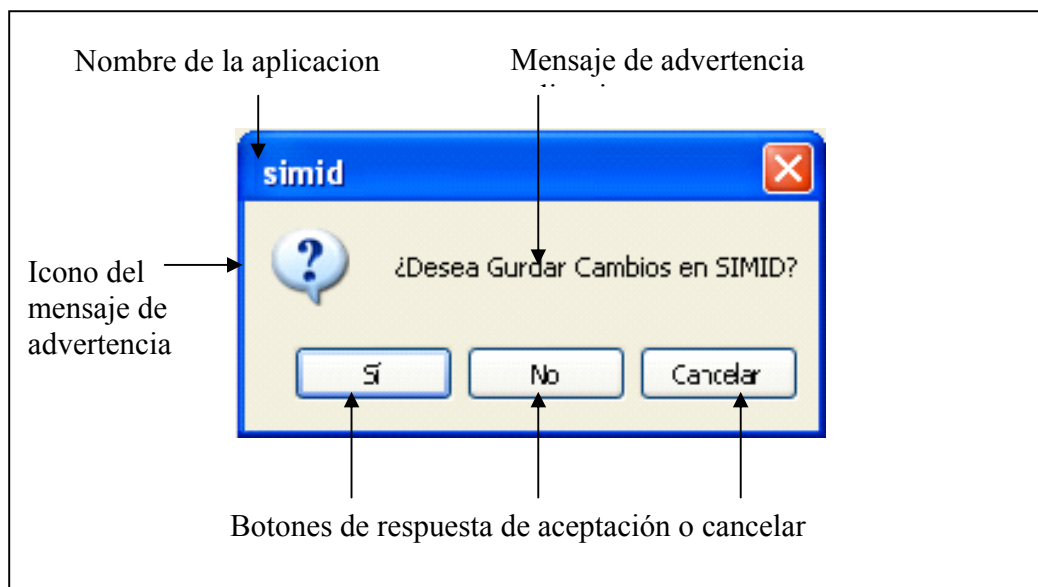 Nombre de la aplicacion
Mensaje de advertencia
simid
¿Desea Gurdar Cambios en SIMID?
Icono del
mensaje de
advertencia
Sí
No
Cancelar
Botones de respuesta de aceptación o cancelar